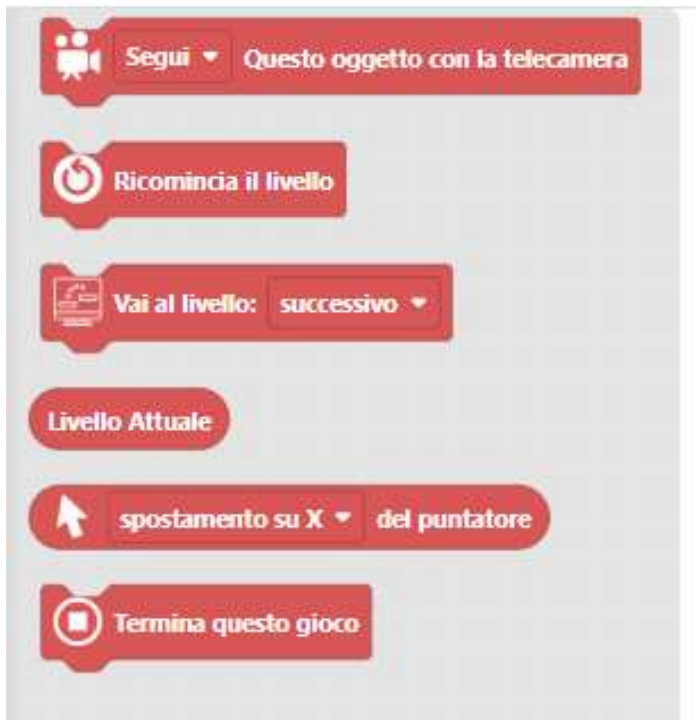 Segui Questo oggetto con la telecamera
Ricomincia il livello
Vai al livello: successivo
Livello Attuale
spostamento su X del puntatore
Termina questo gioco